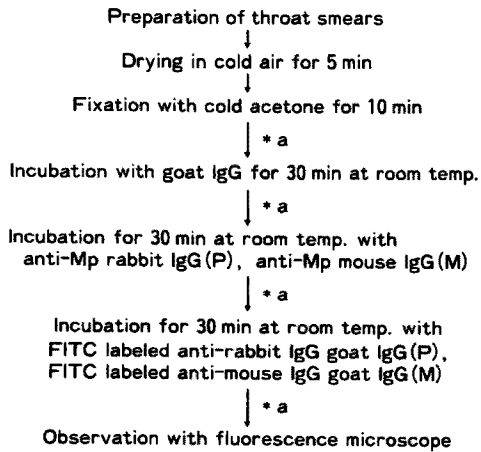 Preparation of throat smears
Drying in cold air for 5 min
Fixation with cold acetone for 10 min
* a
Incubation with goat IgG for 30 min at room temp.
* a
Incubation for 30 min at room temp. with
anti-Mp rabbit IgG(P), anti-Mp mouse IgG(M)
* a
Incubation for 30 min at room temp. with
FITC labeled anti-rabbit IgG goat IgG(P),
FITC labeled anti-mouse IgG goat IgG(M)
* a
Observation with fluorescence microscope